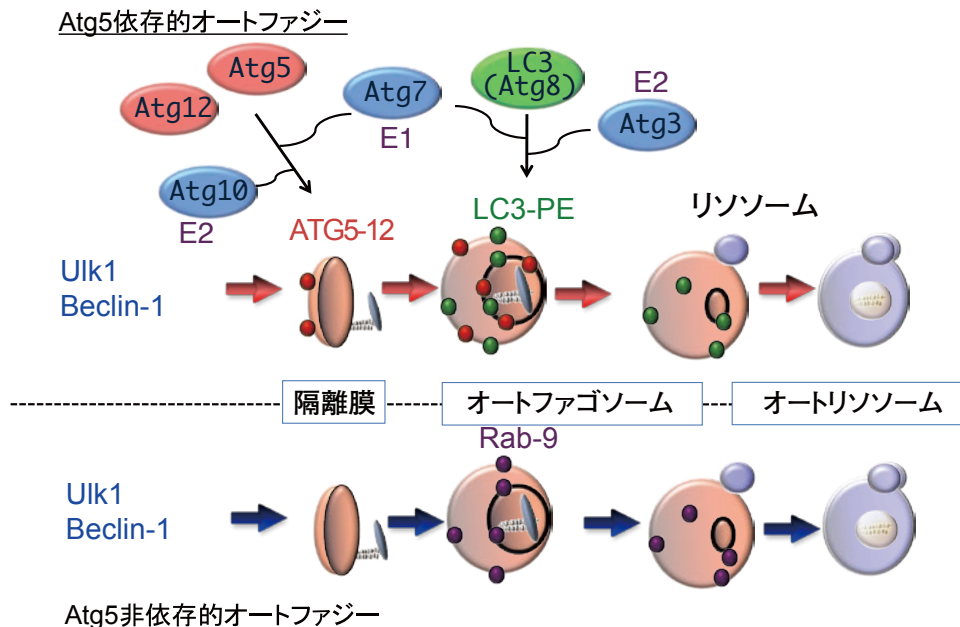 Atg5依存的オートファジー
Atg5
Atg12
Atg7
E1
LC3
(Atg8)
E2
Atg3
Atg10
E2
ATG5-12
LC3-PE
リソソーム
Ulk1
Beclin-1
隔離膜
オートファゴソーム
オートリソソーム
Rab-9
Ulk1
Beclin-1
Atg5非依存的オートファジー